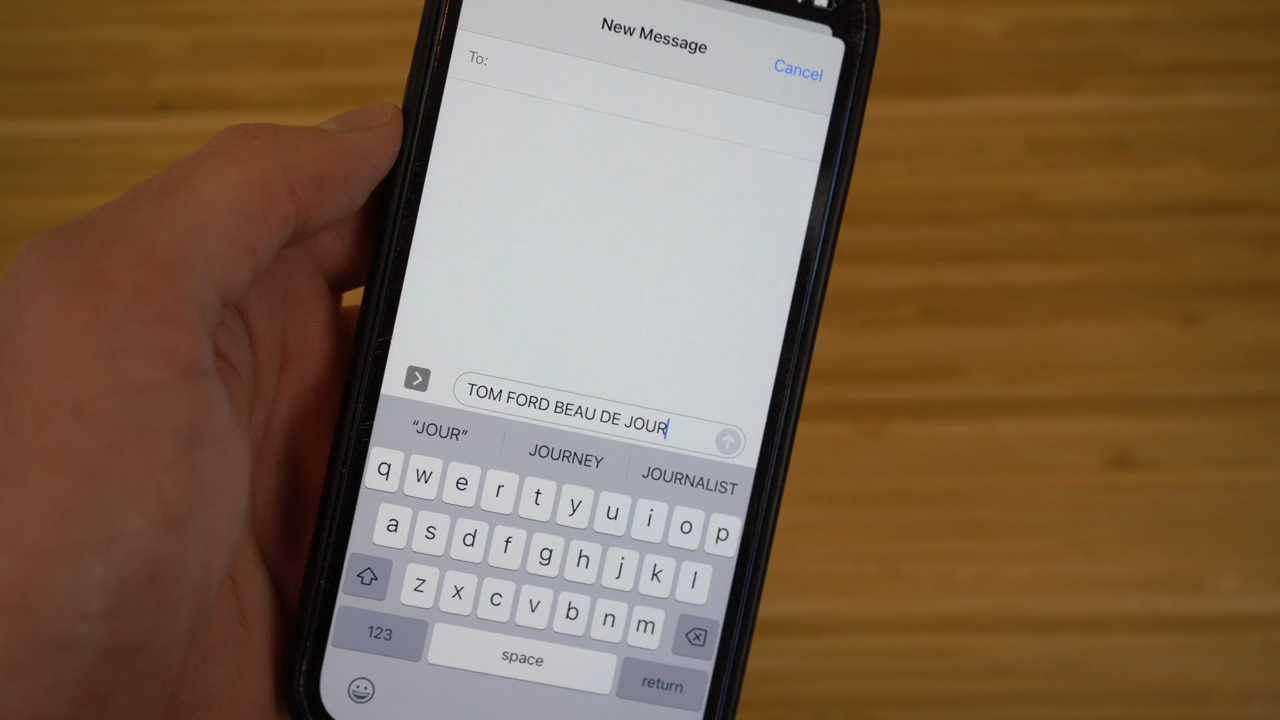 New Message
Cancel
To:
TOM FORD BEAU DE JOUR
“JOUR” JOURNEY JOURNALIST
q w e r t y u i o p
a s d f g h j k l
z x c v b n m
123 space return